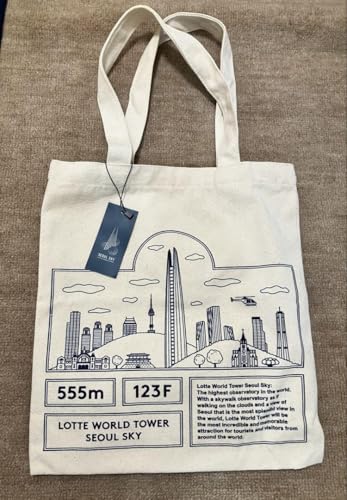 SEOUL SKY
555m
123F
LOTTE WORLD TOWER
SEOUL SKY
Lotte World Tower Seoul Sky:
The highest observatory in the world.
With a skywalk observatory as if
walking on the clouds and a view of
Seoul that is the most splendid view in
the world, Lotte World Tower will be
the most incredible and memorable
attraction for tourists and visitors from
around the world.